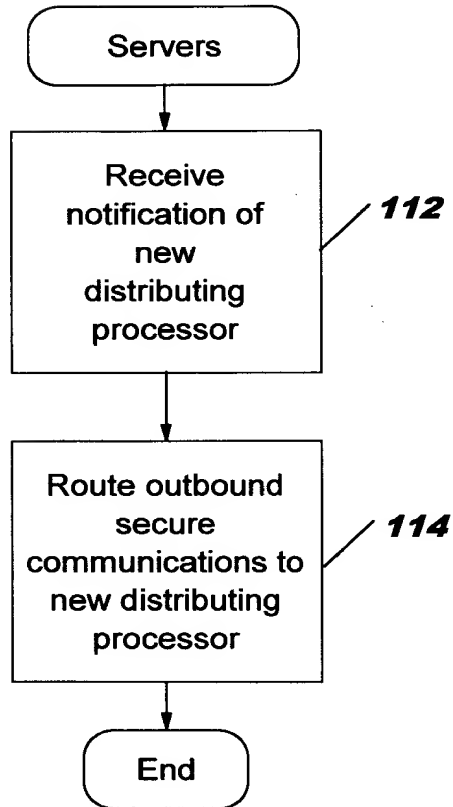 Servers
Receive
notification of
new
distributing
processor
112
Route outbound
secure
communications to
new distributing
processor
114
End